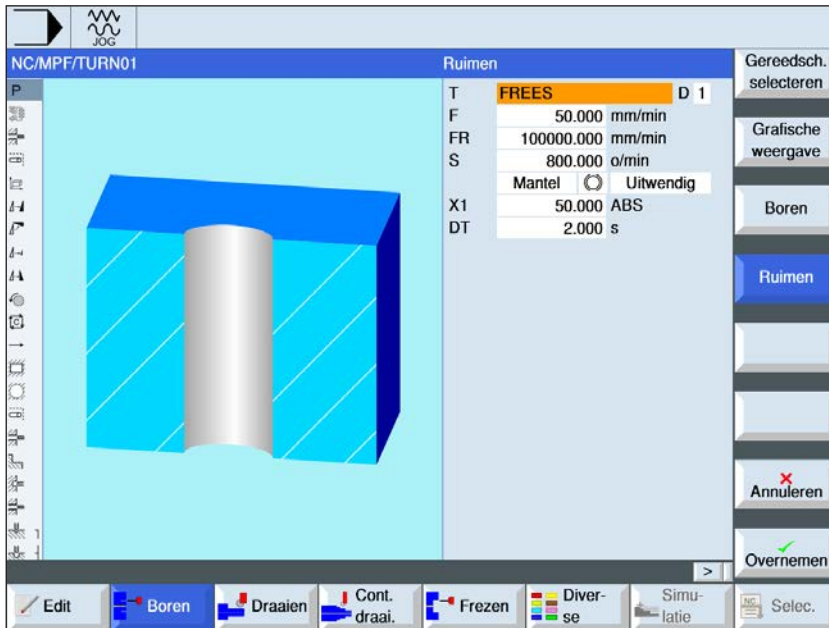 JOG
NC/MPF/TURN01
Ruimen
P
T FREES D 1
F 50.000 mm/min
FR 100000.000 mm/min
S 800.000 o/min
Mantel Uitwendig
X1 50.000 ABS
DT 2.000 s
Gereedsch.
selecteren
Grafische
weergave
Boren
Ruimen
Annuleren
Overnemen
>
Edit
Boren
Draaien
Cont.
draai.
Frezen
Diver-
se
Simu-
latie
NC
Selec.